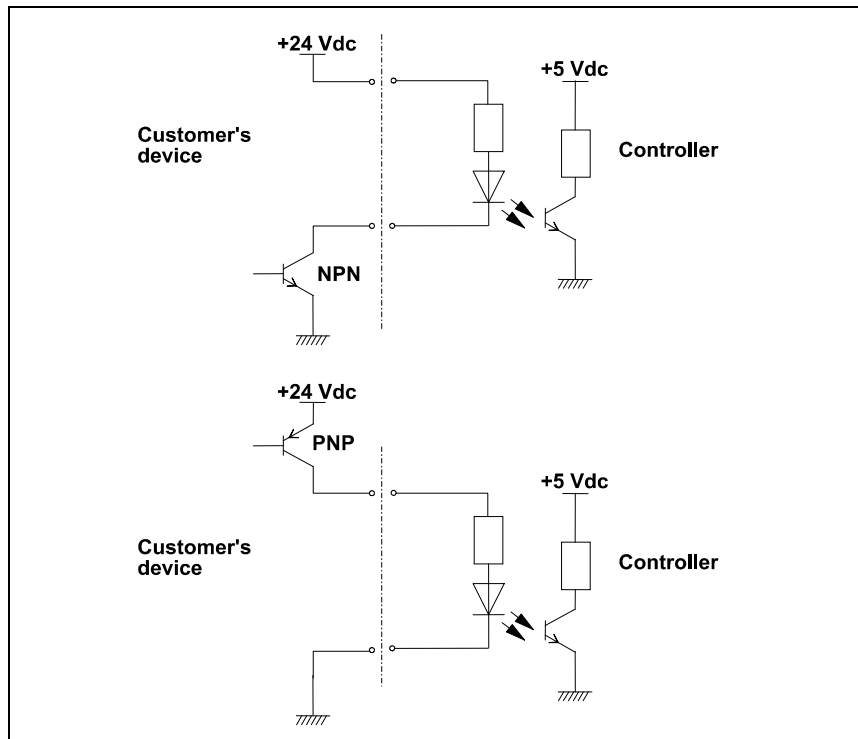 +24 Vdc
+5 Vdc
Customer's
device
Controller
NPN
+24 Vdc
PNP
+5 Vdc
Customer's
device
Controller